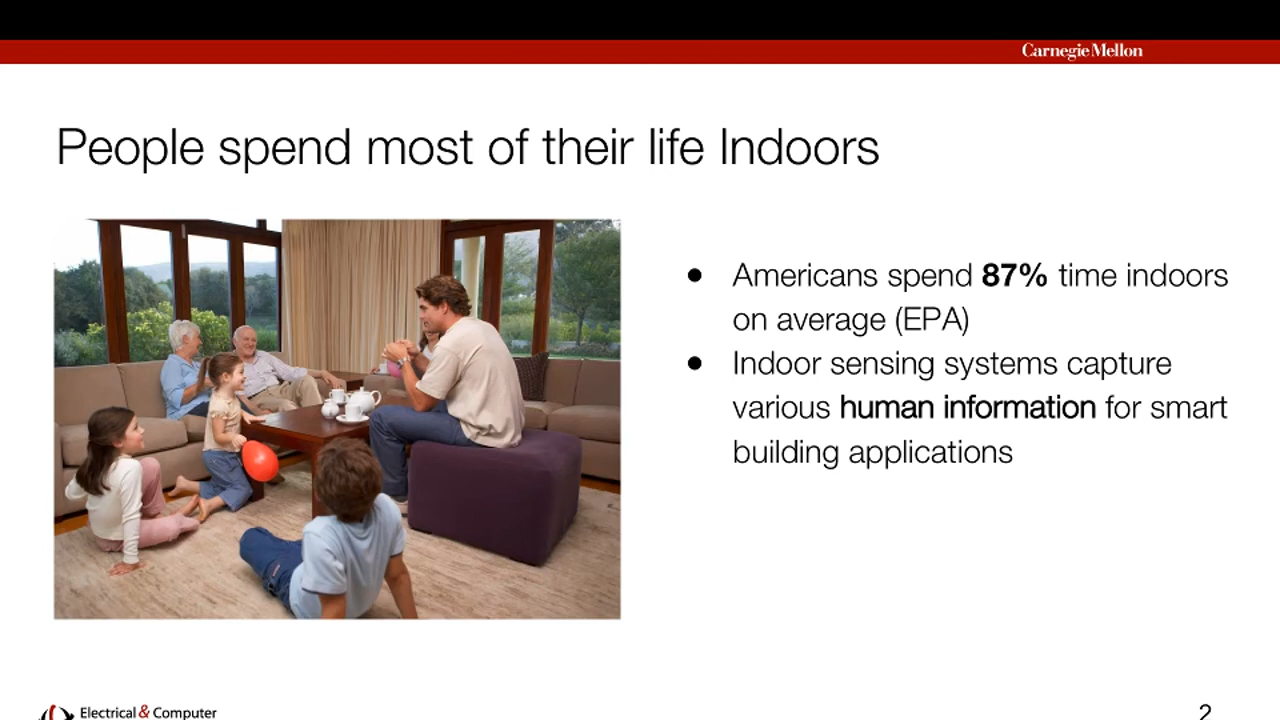 Carnegie Mellon
People spend most of their life Indoors
● Americans spend 87% time indoors
on average (EPA)
● Indoor sensing systems capture
various human information for smart
building applications
Electrical & Computer
2